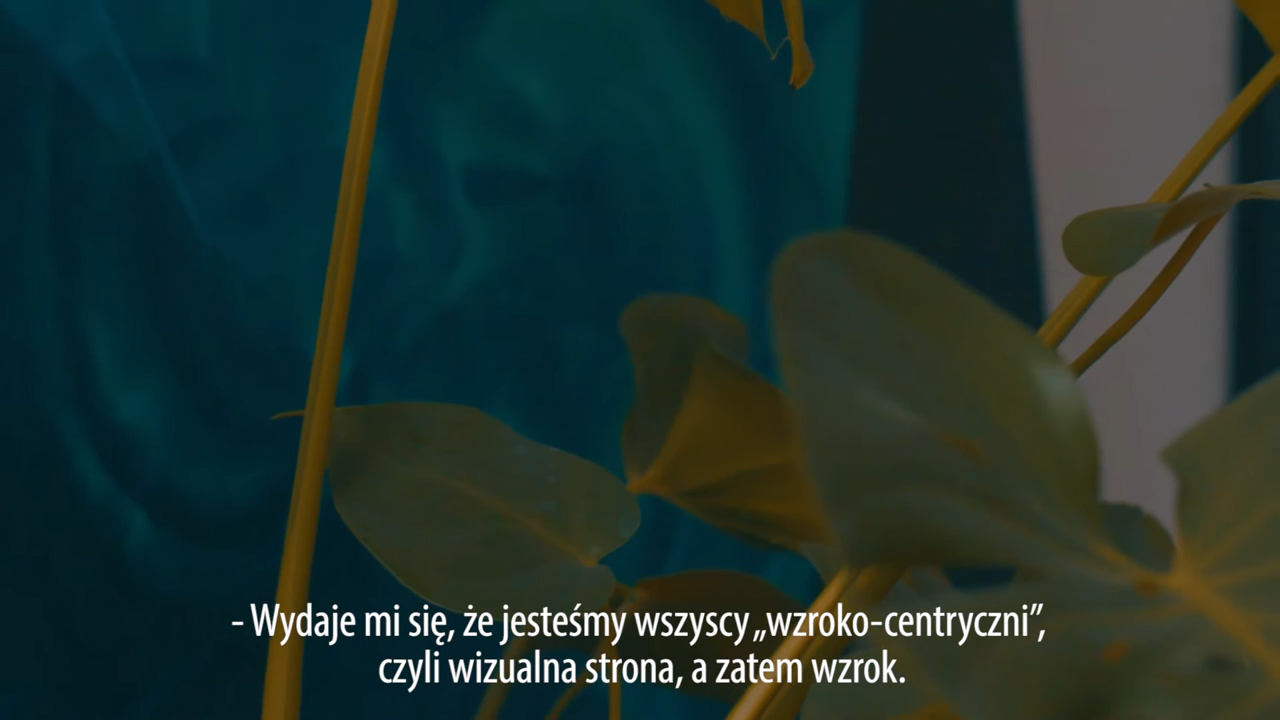 - Wydaje mi się, że jesteśmy wszyscy „wzroko-centryczni”,
czyli wizualna strona, a zatem wzrok.